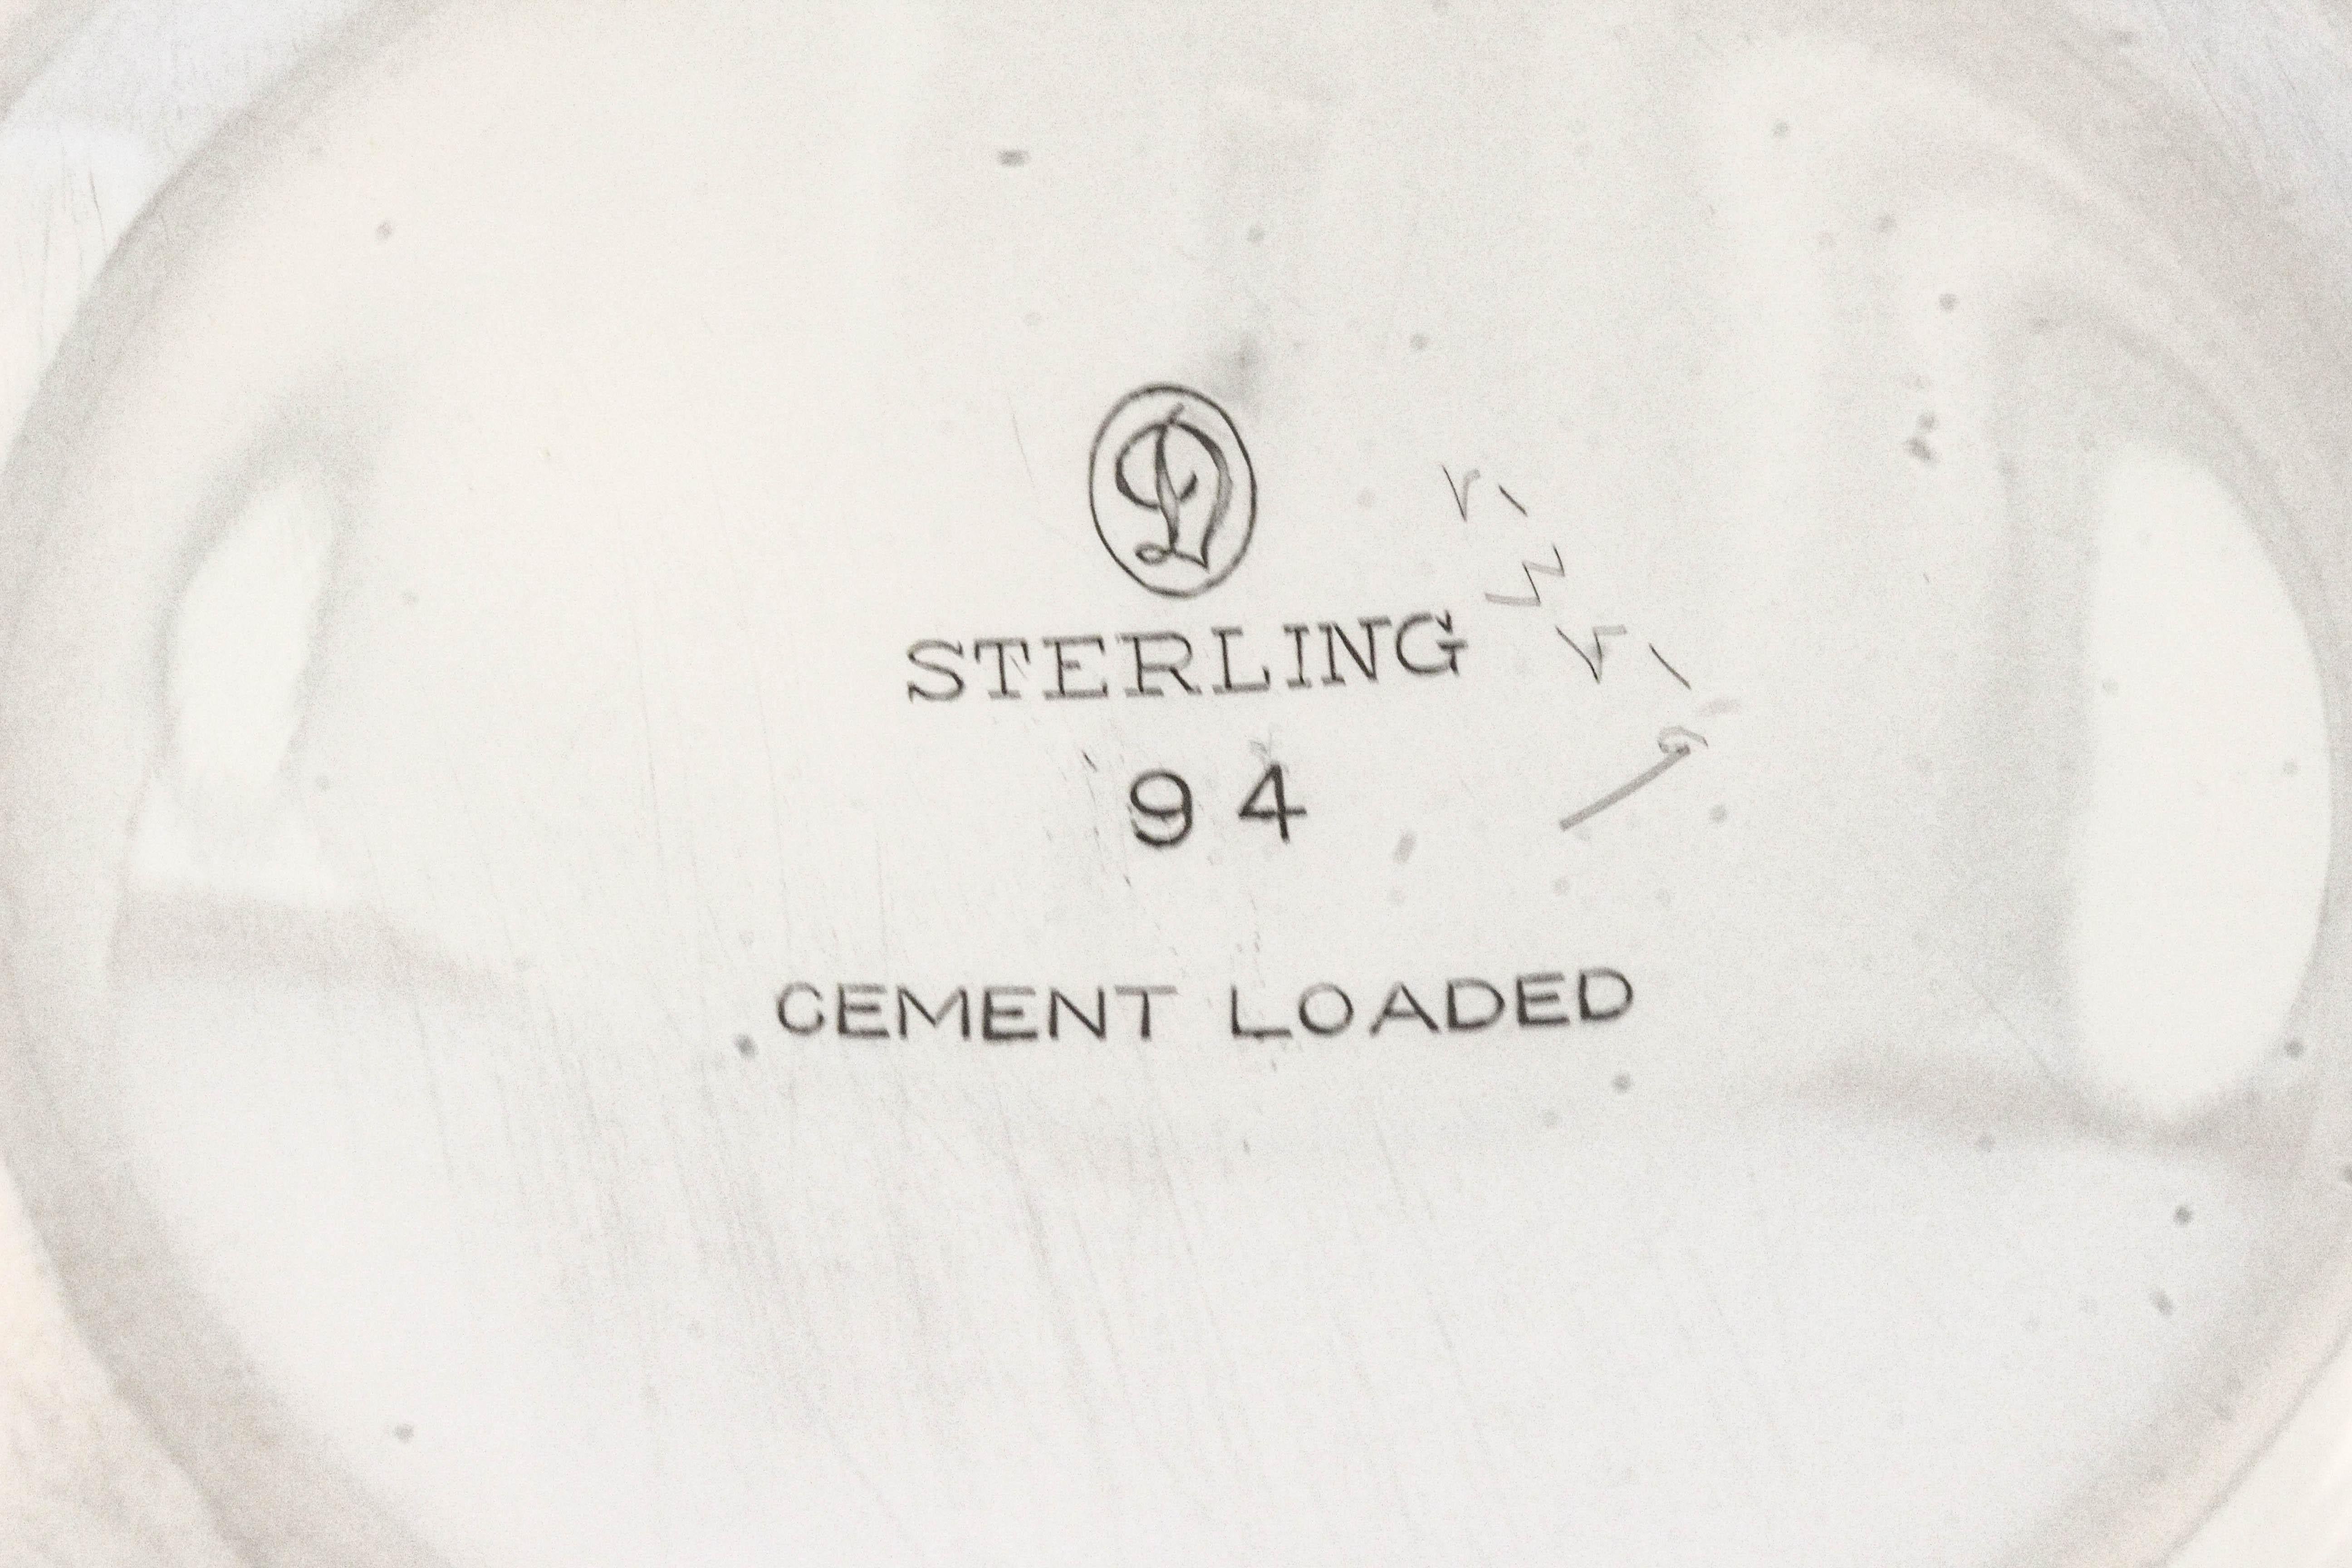 D
STERLING
94
CEMENT LOADED